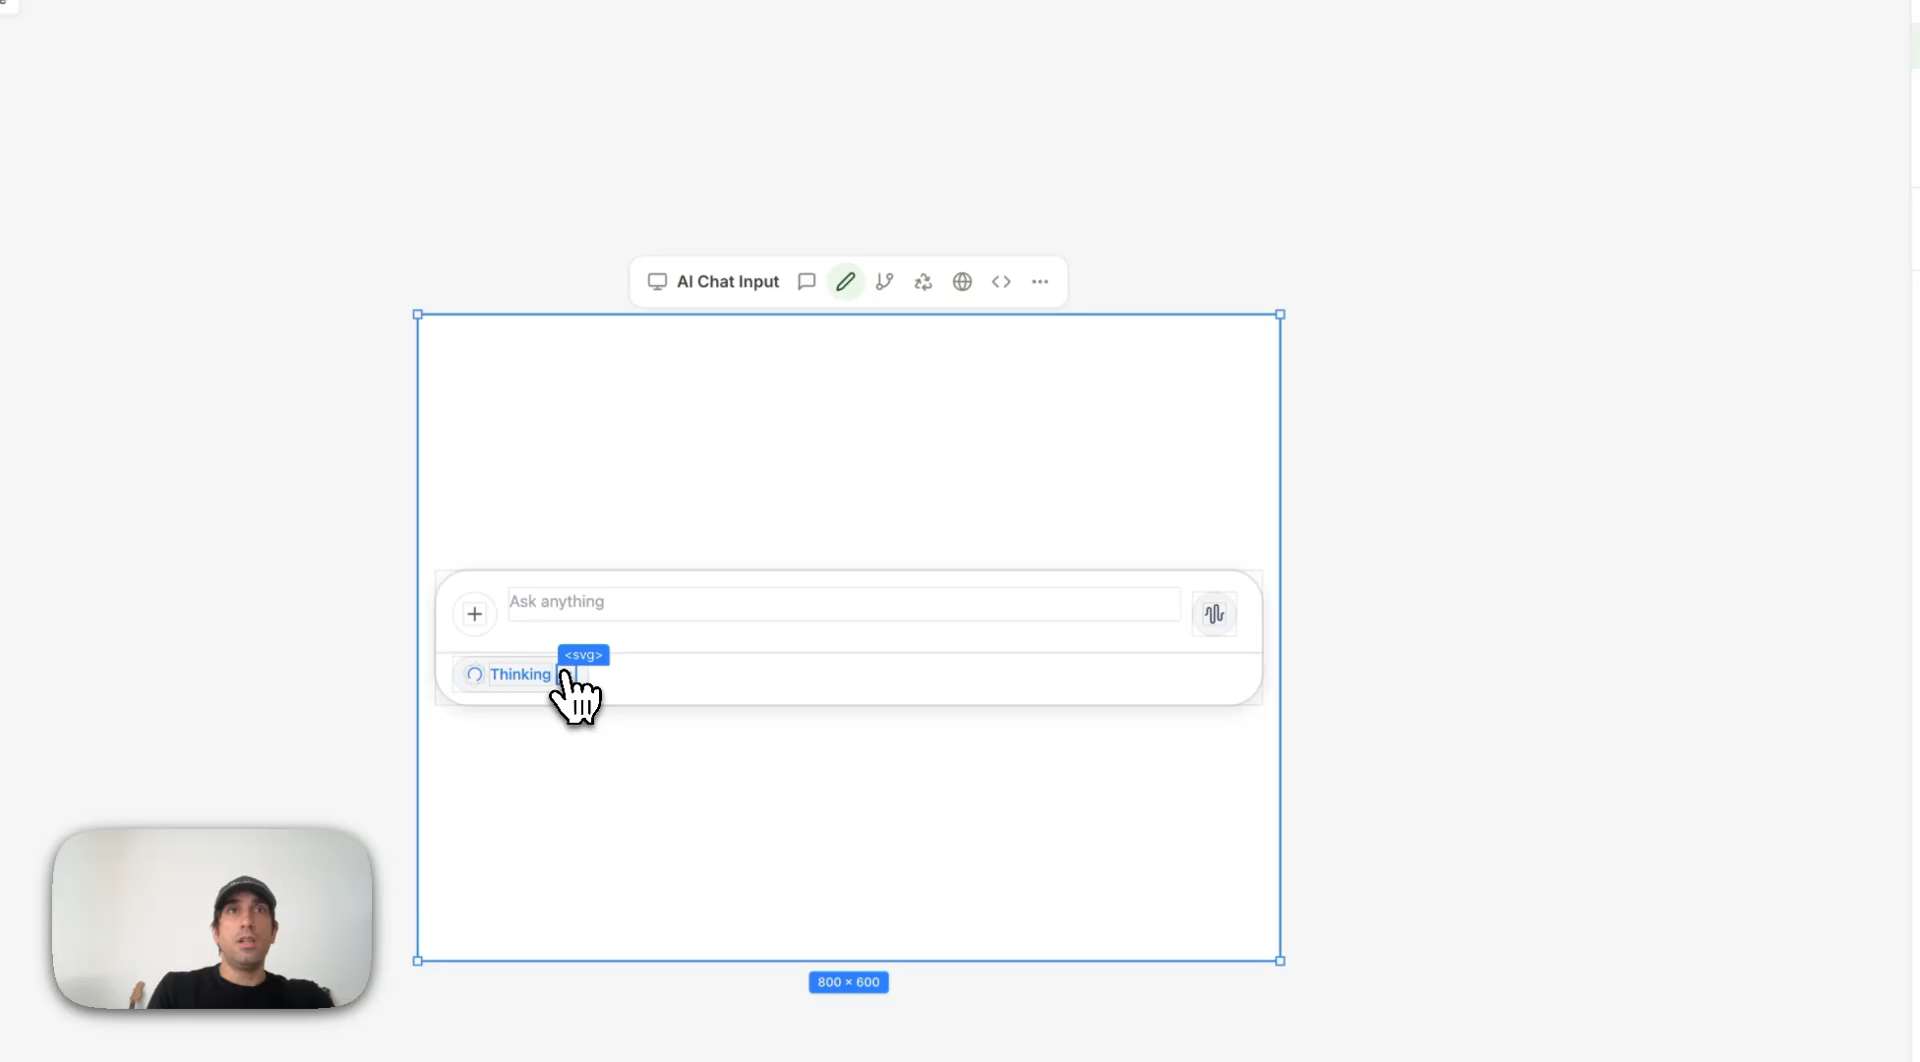 AI Chat Input
Ask anything
<svg>
Thinking
800 × 600